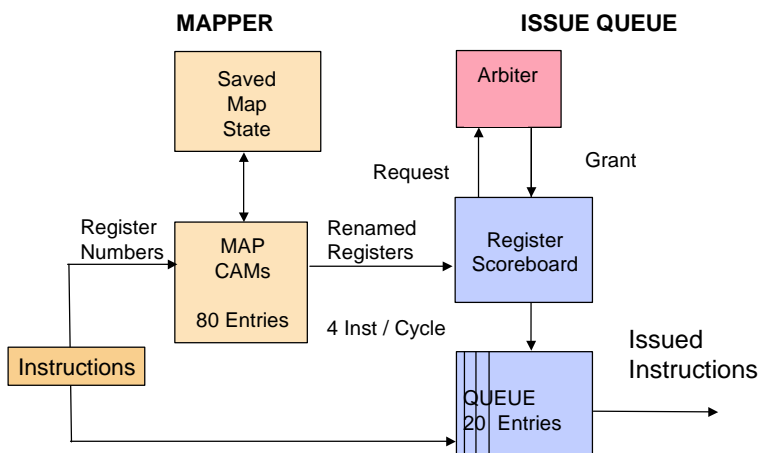 MAPPER
ISSUE QUEUE
Saved
Map
State
Arbiter
Request
Grant
Register
Numbers
MAP
CAMs
80 Entries
Renamed
Registers
4 Inst / Cycle
Register
Scoreboard
Instructions
QUEUE
20 Entries
Issued
Instructions